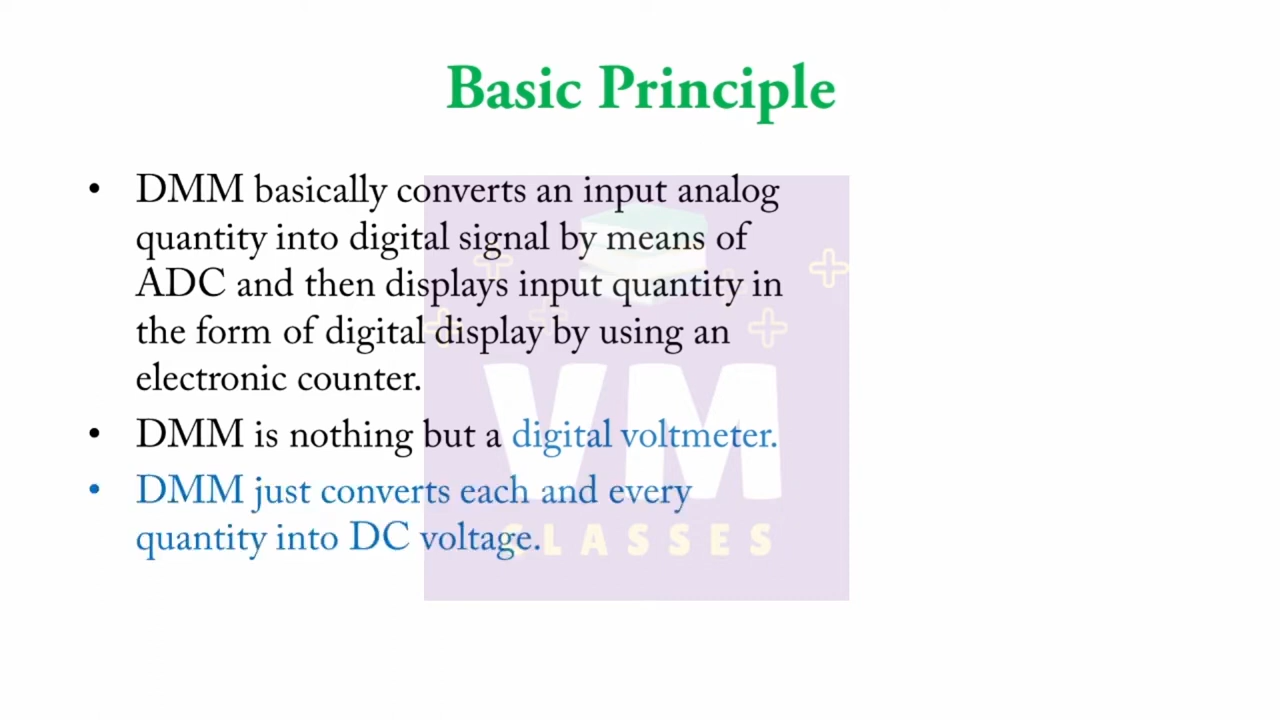 Basic Principle
• DMM basically converts an input analog
quantity into digital signal by means of
ADC and then displays input quantity in
the form of digital display by using an
electronic counter.
• DMM is nothing but a digital voltmeter.
• DMM just converts each and every
quantity into DC voltage.
VM
CLASSES